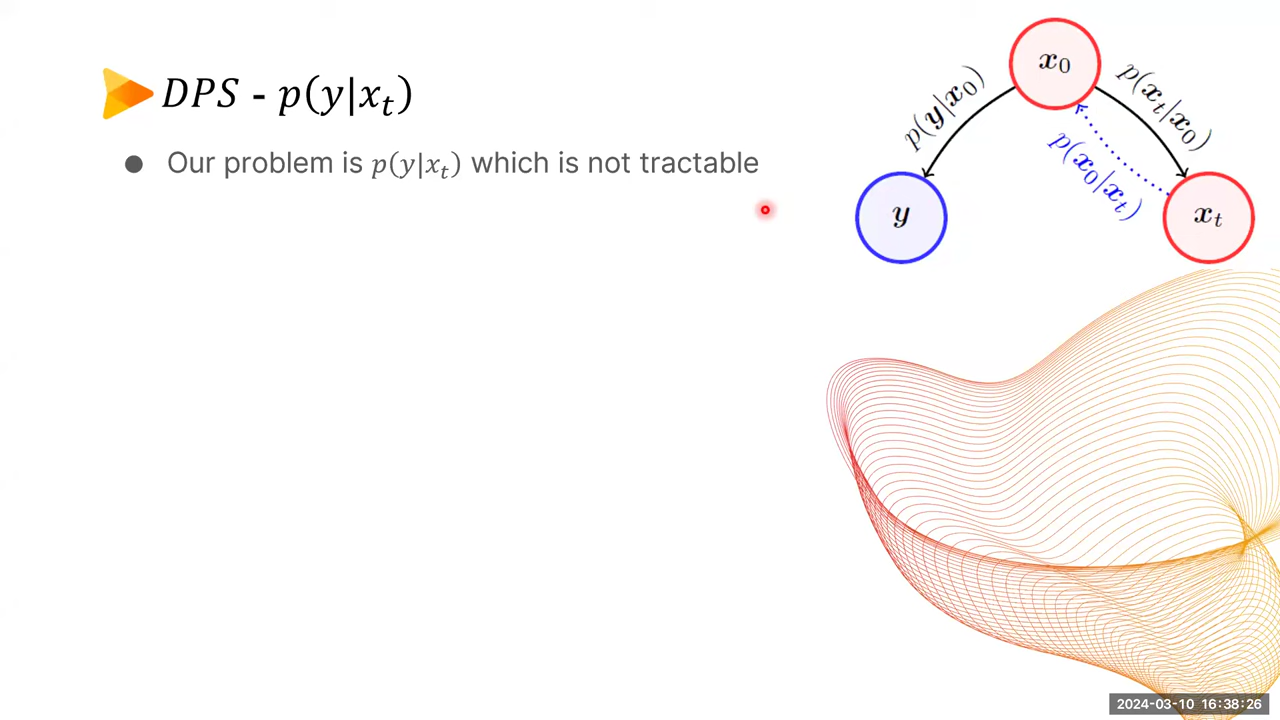 DPS - p(y|x_t)
● Our problem is p(y|x_t) which is not tractable
x_0
p(y|x_0)
p(x_t|x_0)
p(x_0|x_t)
y
x_t
2024-03-10 16:38:26